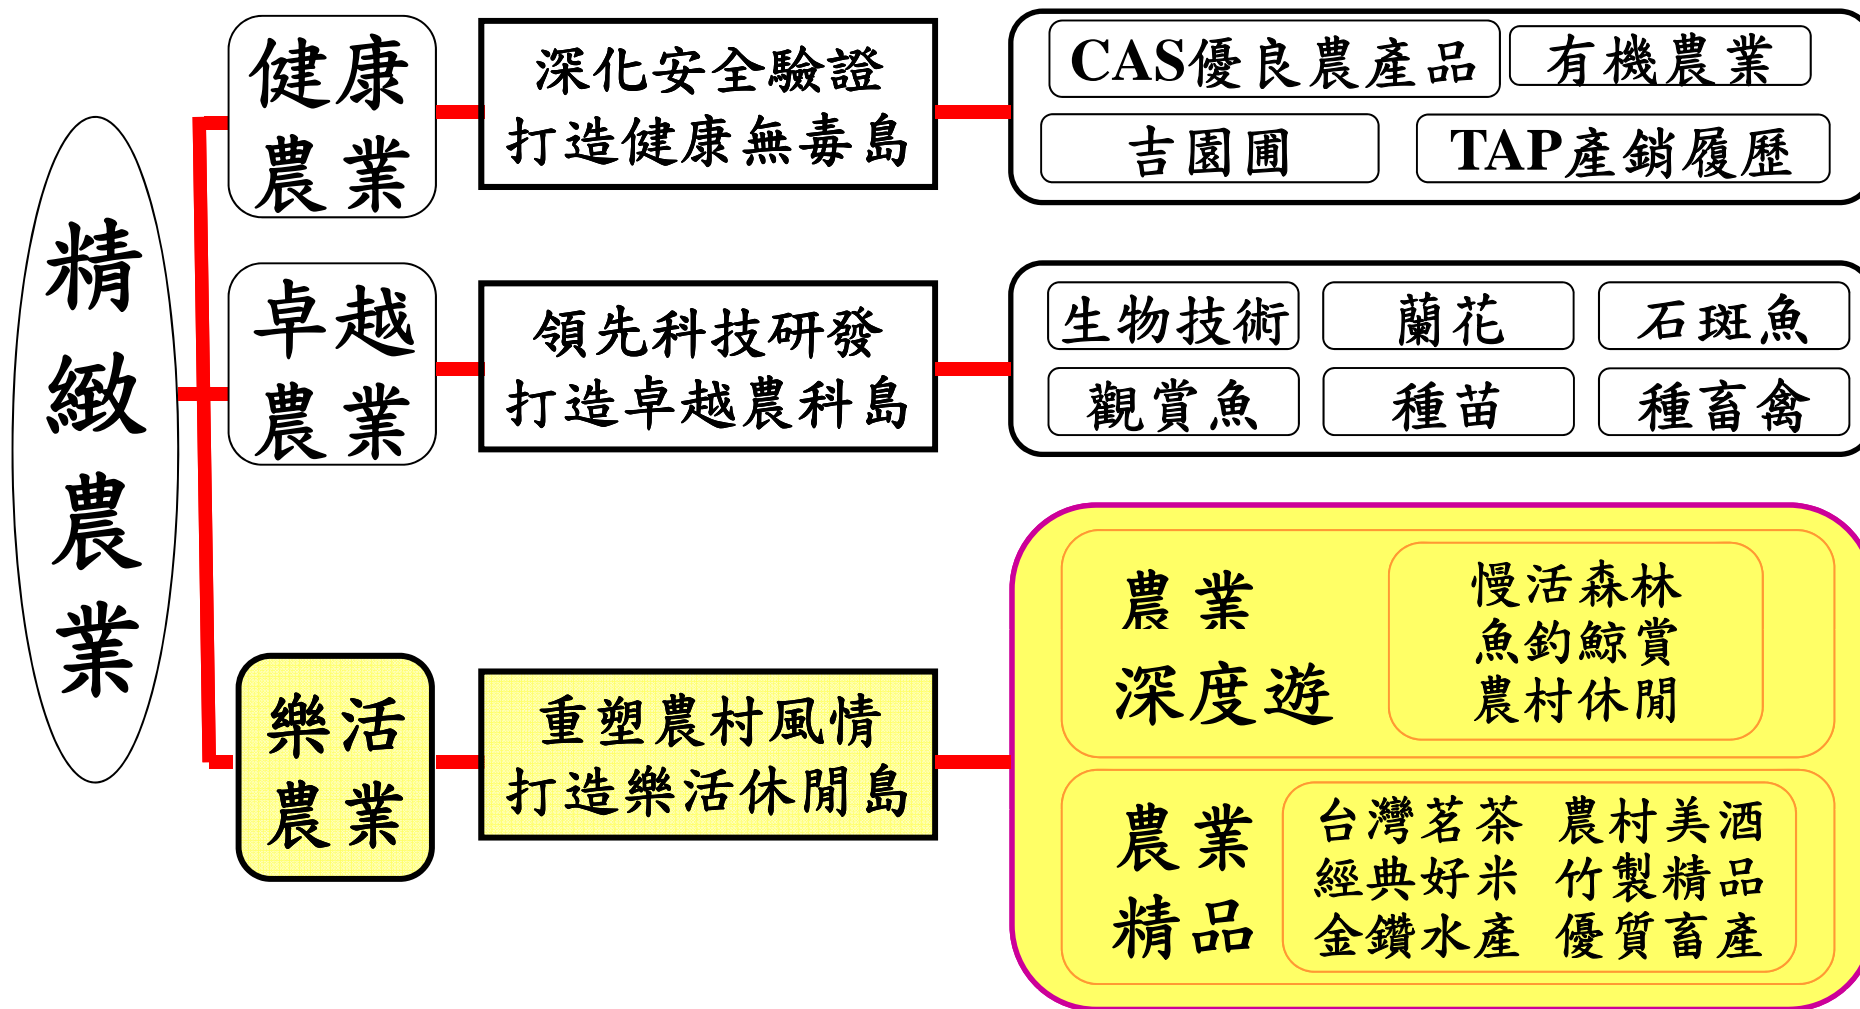 精緻農業
健康
農業
深化安全驗證
打造健康無毒島
CAS優良農產品
有機農業
吉園圃
TAP產銷履歷
卓越
農業
領先科技研發
打造卓越農科島
生物技術
蘭花
石斑魚
觀賞魚
種苗
種畜禽
樂活
農業
重塑農村風情
打造樂活休閒島
農業
深度遊
慢活森林
魚釣鯨賞
農村休閒
農業
精品
台灣茗茶 農村美酒
經典好米 竹製精品
金鑽水產 優質畜產